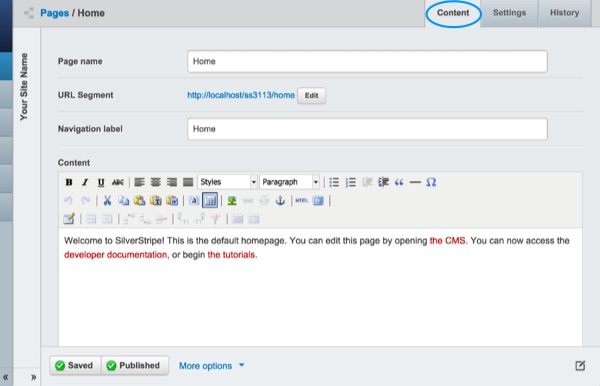 Pages / Home
Content
Settings
History
Your Site Name
Page name
Home
URL Segment
http://localhost/ss3113/home
Edit
Navigation label
Home
Content
B I U ABC
Styles
Paragraph
HTML
Welcome to SilverStripe! This is the default homepage. You can edit this page by opening the CMS. You can now access the
developer documentation, or begin the tutorials.
Saved
Published
More options
« »